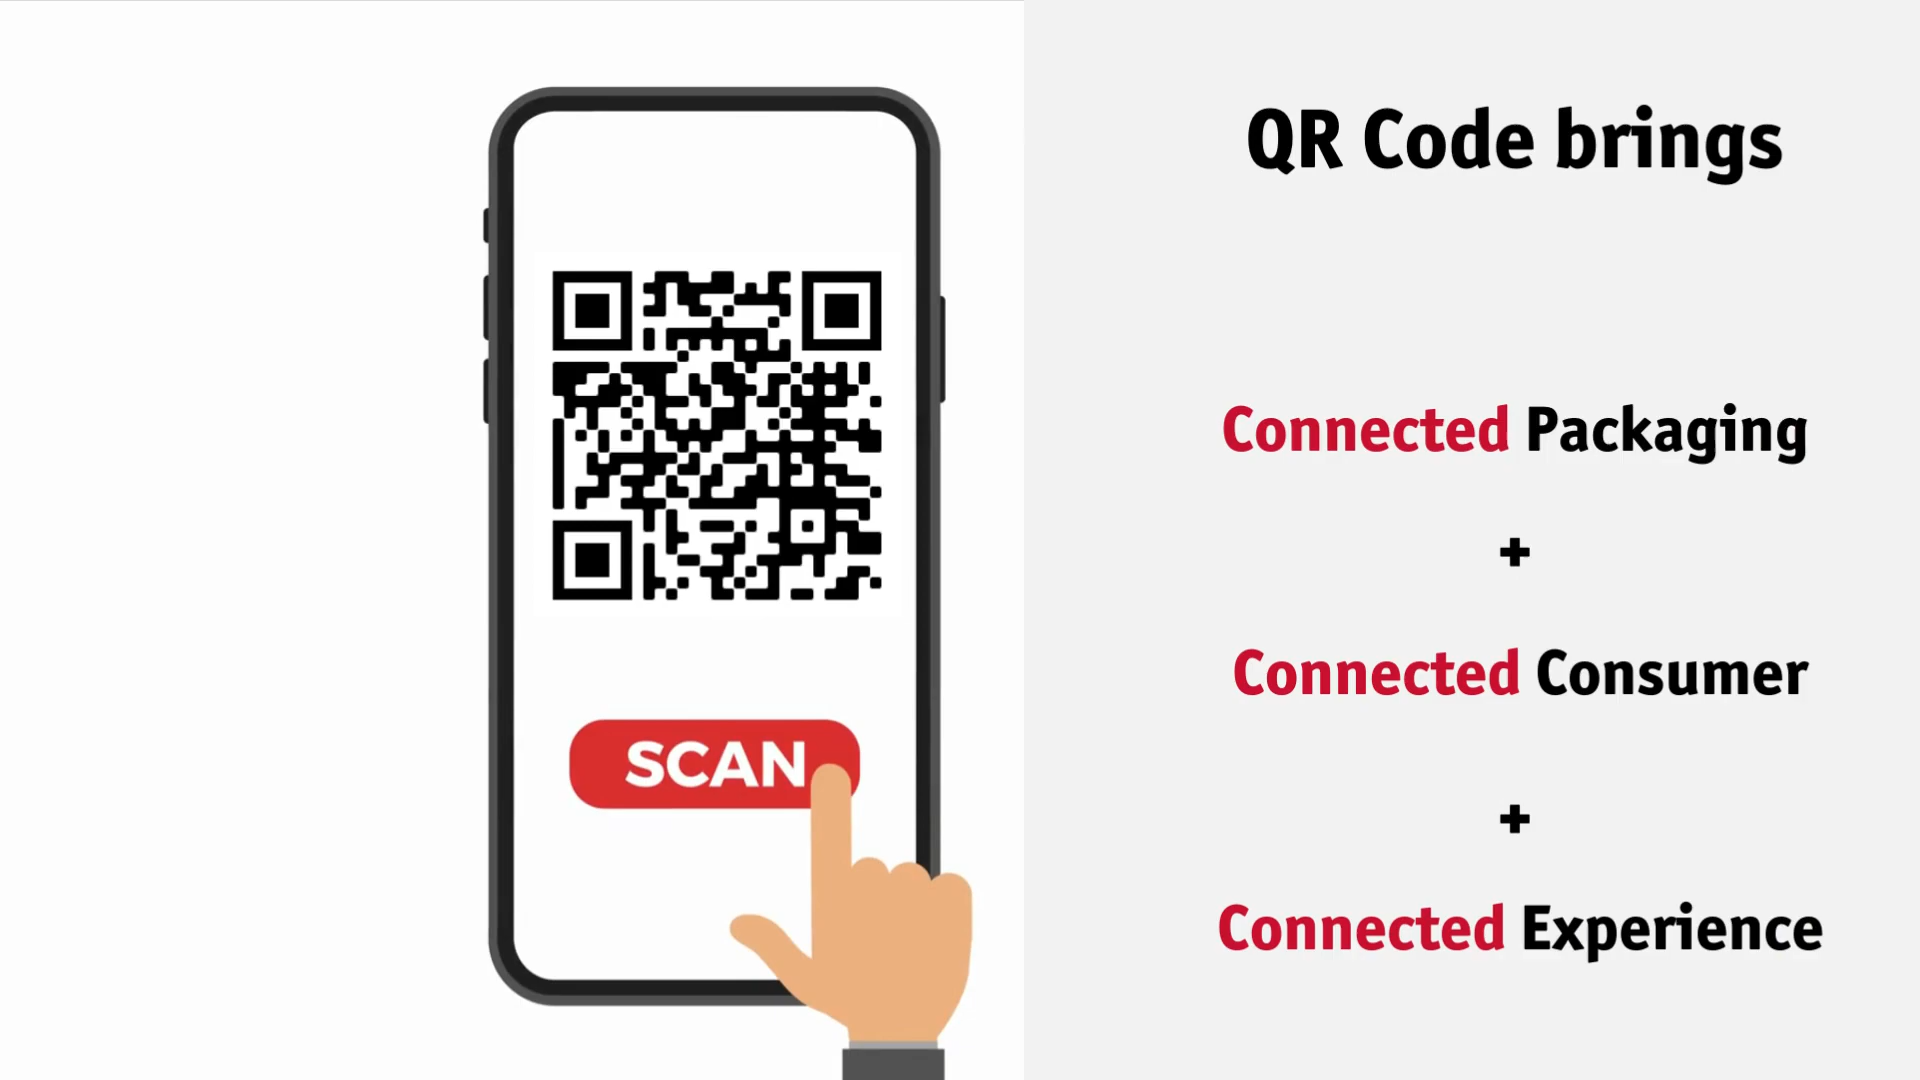 SCAN
QR Code brings
Connected Packaging
+
Connected Consumer
+
Connected Experience